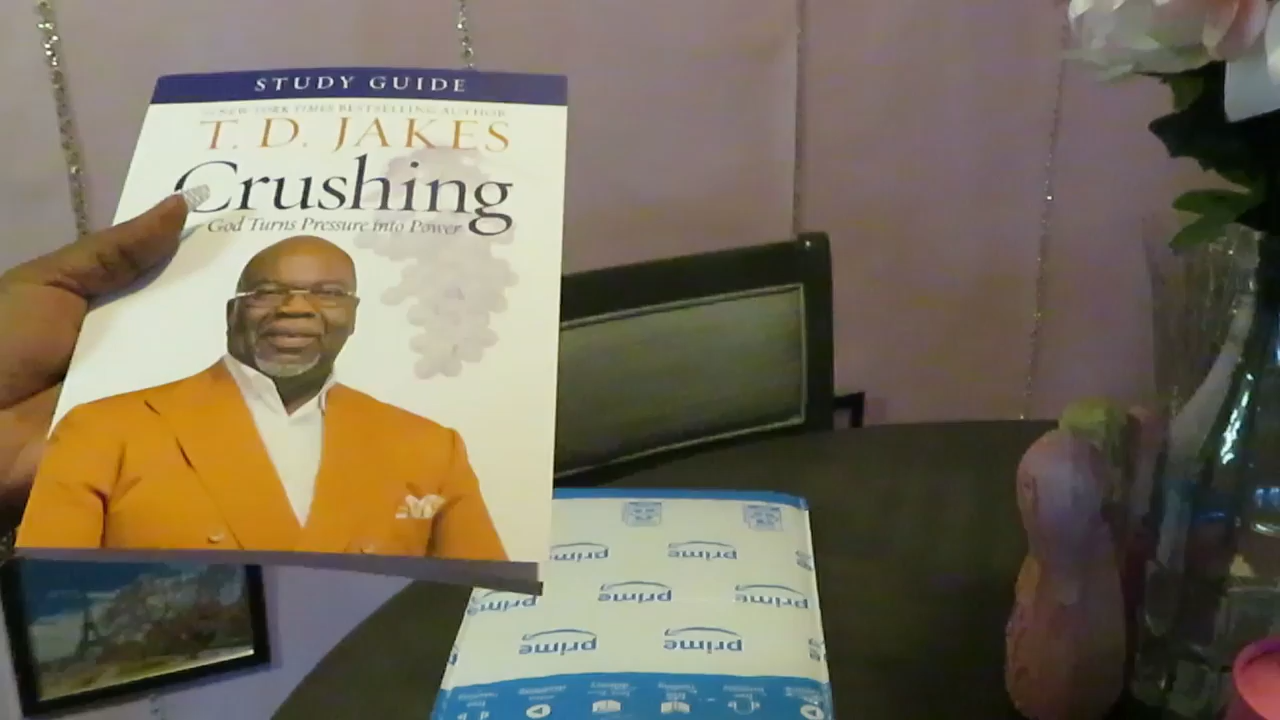 STUDY GUIDE
NEW YORK TIMES BESTSELLING AUTHOR
T. D. JAKES
Crushing
God Turns Pressure into Power
prime prime
prime prime prime
prime prime